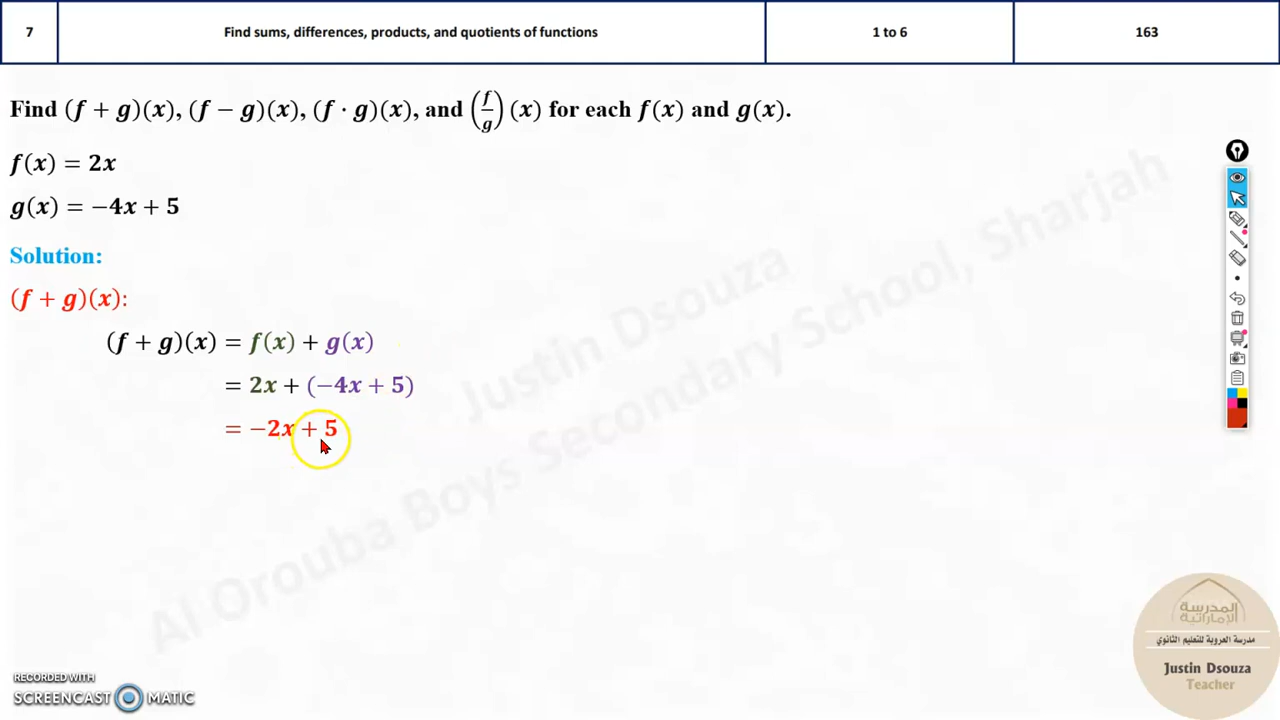 7 Find sums, differences, products, and quotients of functions 1 to 6 163
Find (f + g)(x), (f − g)(x), (f · g)(x), and (f/g)(x) for each f(x) and g(x).
f(x) = 2x
g(x) = −4x + 5
Solution:
(f + g)(x):
(f + g)(x) = f(x) + g(x)
= 2x + (−4x + 5)
= −2x + 5
Justin Dsouza
Al Orouba Boys Secondary School, Sharjah
المدرسة
الإماراتية
مدرسة العروبة للتعليم الثانوي
Justin Dsouza
Teacher
RECORDED WITH
SCREENCAST MATIC